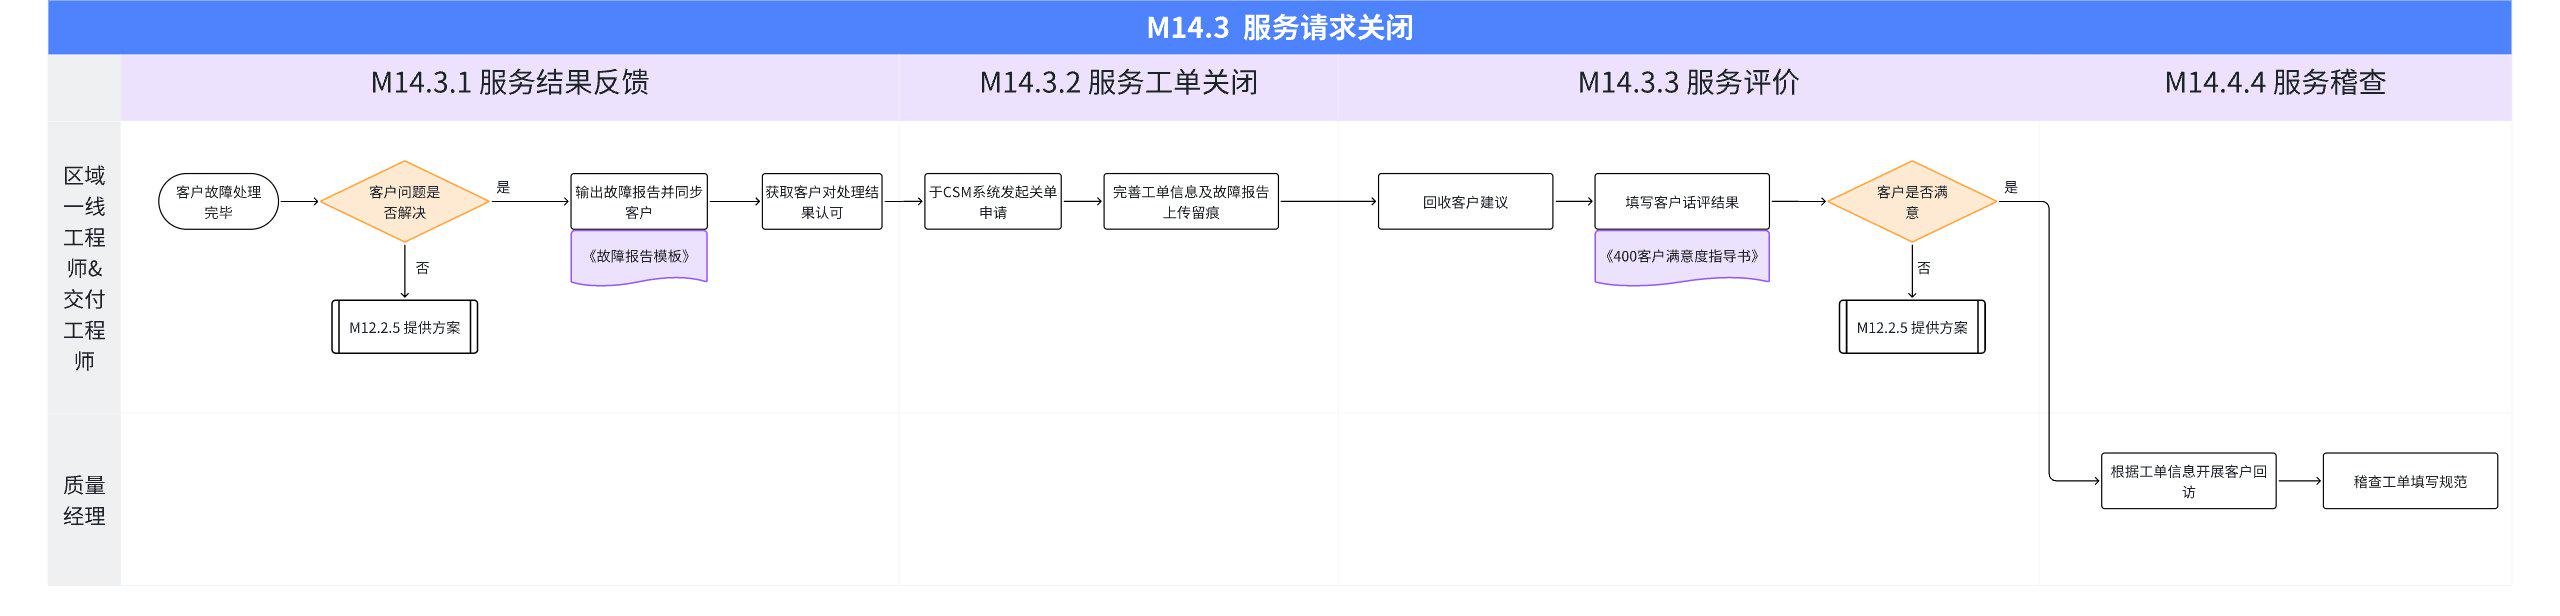 M14.3 服务请求关闭
M14.3.1 服务结果反馈
M14.3.2 服务工单关闭
M14.3.3 服务评价
M14.4.4 服务稽查
区域
一线
工程
师&
交付
工程
师
客户故障处理
完毕
客户问题是
否解决
是
否
M12.2.5 提供方案
输出故障报告并同步
客户
《故障报告模板》
获取客户对处理结
果认可
于CSM系统发起关单
申请
完善工单信息及故障报告
上传留痕
回收客户建议
填写客户话评结果
《400客户满意度指导书》
客户是否满
意
是
否
M12.2.5 提供方案
质量
经理
根据工单信息开展客户回
访
稽查工单填写规范